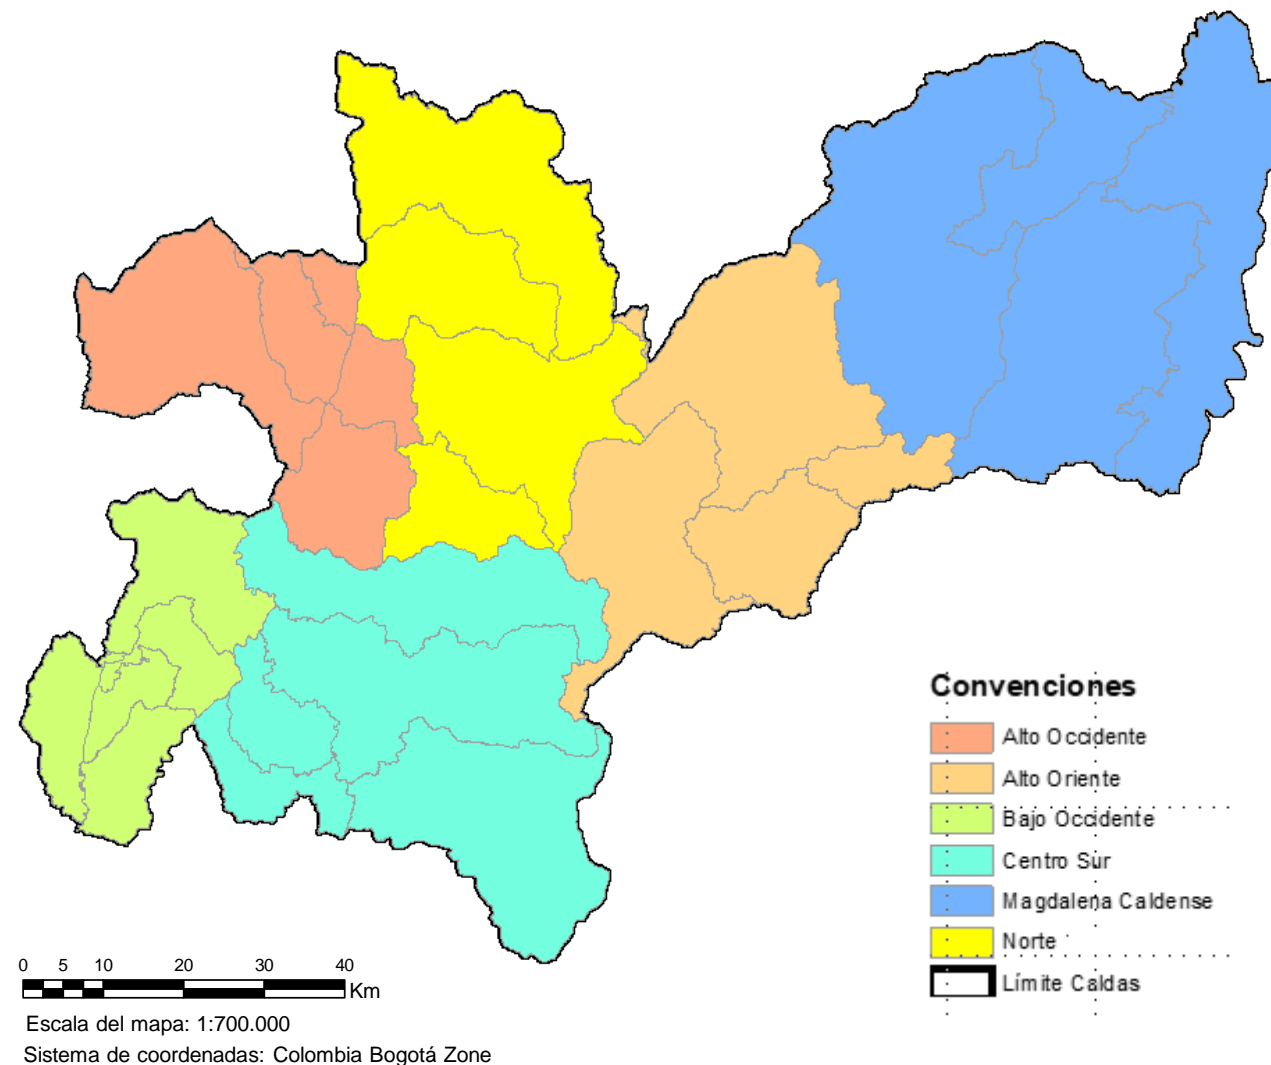 Convenciones
Alto Occidente
Alto Oriente
Bajo Occidente
Centro Sur
Magdalena Caldense
Norte
Límite Caldas
0 5 10 20 30 40
Km
Escala del mapa: 1:700.000
Sistema de coordenadas: Colombia Bogotá Zone